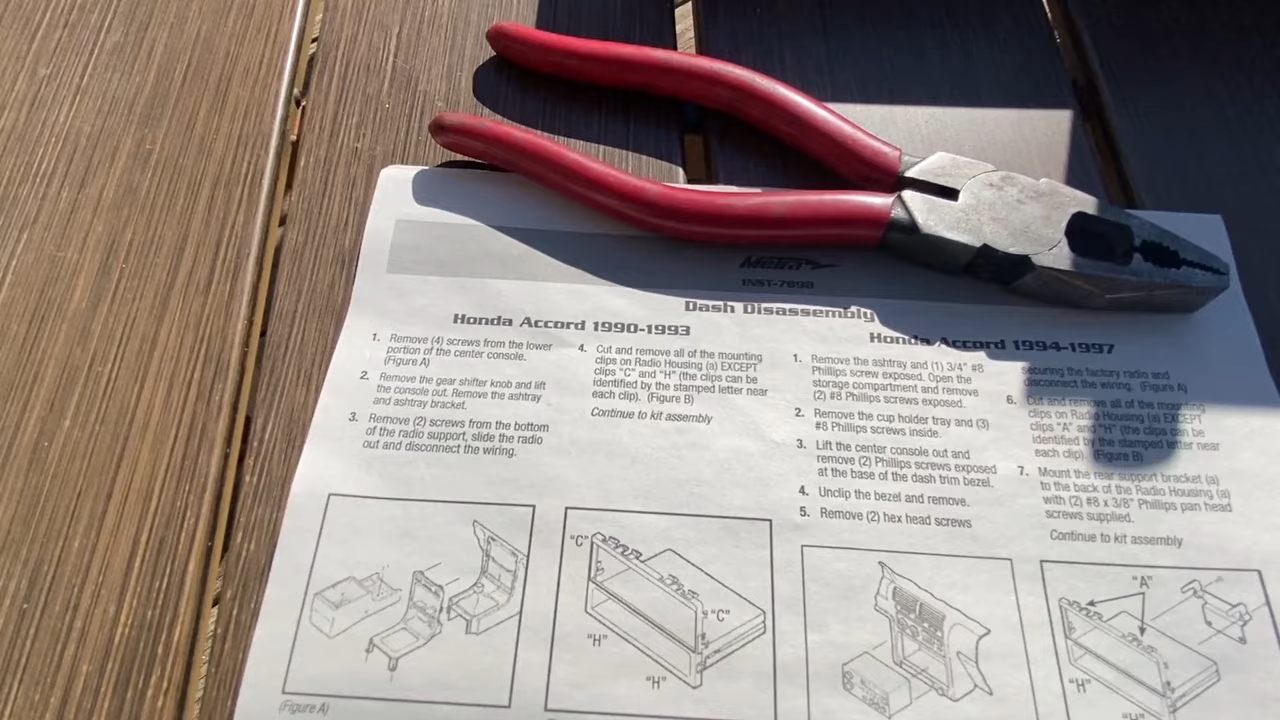 Metra
INST-7898
Dash Disassembly
Honda Accord 1990-1993
1. Remove (4) screws from the lower
portion of the center console.
(Figure A)
2. Remove the gear shifter knob and lift
the console out. Remove the ashtray
and ashtray bracket.
3. Remove (2) screws from the bottom
of the radio support, slide the radio
out and disconnect the wiring.
4. Cut and remove all of the mounting
clips on Radio Housing (a) EXCEPT
clips "C" and "H" (the clips can be
identified by the stamped letter near
each clip). (Figure B)
Continue to kit assembly
Honda Accord 1994-1997
1. Remove the ashtray and (1) 3/4" #8
Phillips screw exposed. Open the
storage compartment and remove
(2) #8 Phillips screws exposed.
2. Remove the cup holder tray and (3)
#8 Phillips screws inside.
3. Lift the center console out and
remove (2) Phillips screws exposed
at the base of the dash trim bezel.
4. Unclip the bezel and remove.
5. Remove (2) hex head screws
securing the factory radio and
disconnect the wiring. (Figure A)
6. Cut and remove all of the mounting
clips on Radio Housing (a) EXCEPT
clips "A" and "H" (the clips can be
identified by the stamped letter near
each clip). (Figure B)
7. Mount the rear support bracket (a)
to the back of the Radio Housing (a)
with (2) #8 x 3/8" Phillips pan head
screws supplied.
Continue to kit assembly
"C"
"C"
"H"
"H"
"A"
"H"
"H"
(Figure A)